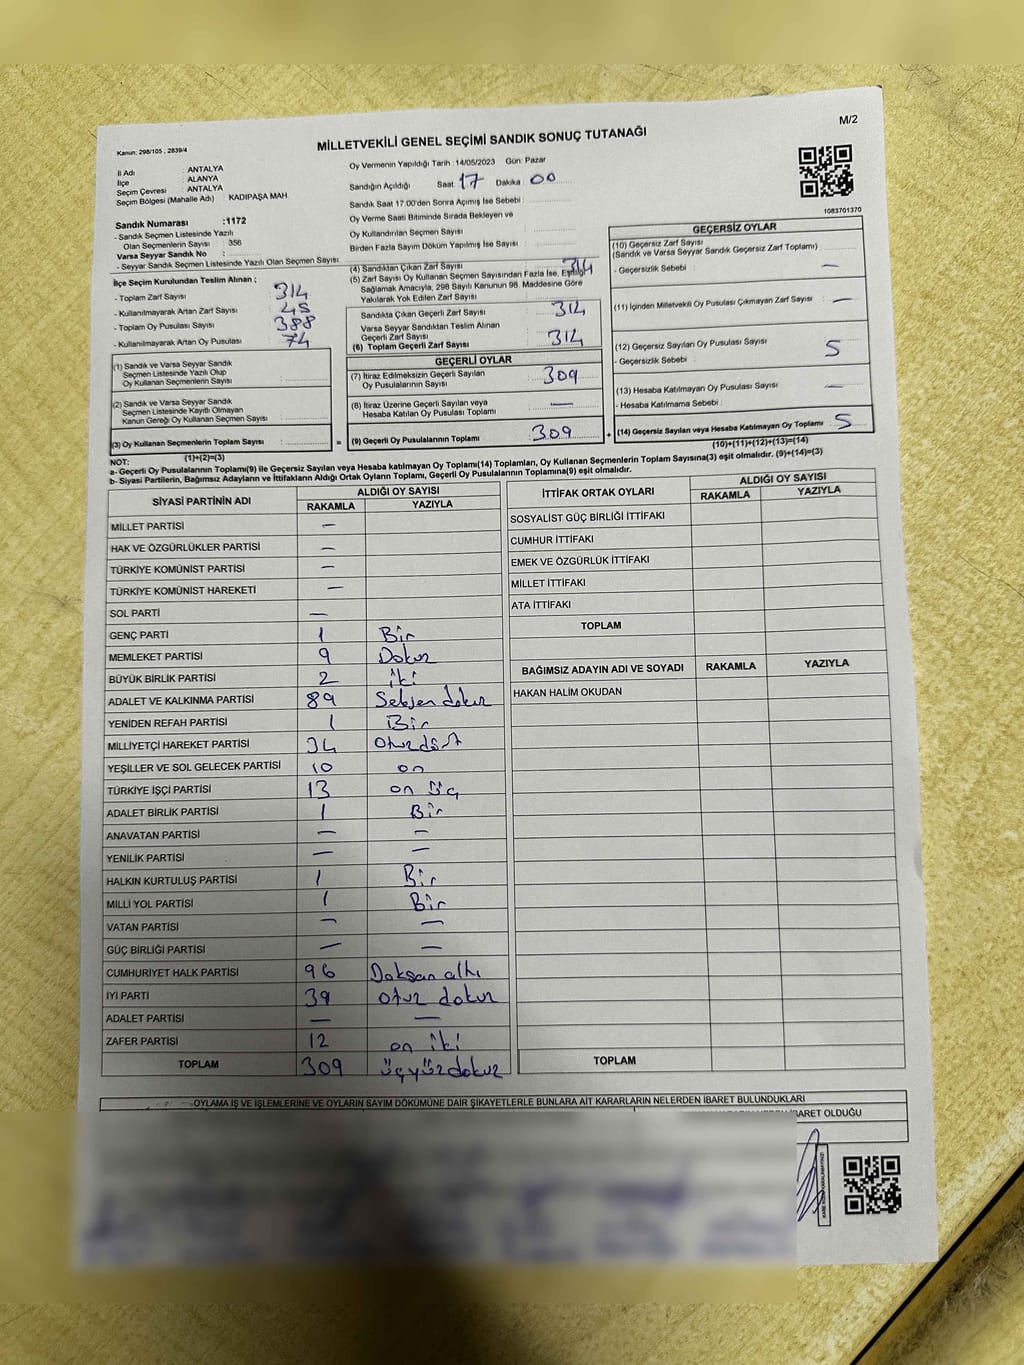 M/2
MİLLETVEKİLİ GENEL SEÇİMİ SANDIK SONUÇ TUTANAĞI
Kanun: 298/105 , 2839/4
İl Adı : ANTALYA
İlçe : ALANYA
Seçim Çevresi : ANTALYA
Seçim Bölgesi (Mahalle Adı) : KADIPAŞA MAH
Sandık Numarası :1172
- Sandık Seçmen Listesinde Yazılı
Olan Seçmenlerin Sayısı : 356
Varsa Seyyar Sandık No :
- Seyyar Sandık Seçmen Listesinde Yazılı Olan Seçmen Sayısı :
İlçe Seçim Kurulundan Teslim Alınan ;
- Toplam Zarf Sayısı 314
- Kullanılmayarak Artan Zarf Sayısı : 45
- Toplam Oy Pusulası Sayısı 388
- Kullanılmayarak Artan Oy Pusulası : 74
(1) Sandık ve Varsa Seyyar Sandık
Seçmen Listesinde Yazılı Olup
Oy Kullanan Seçmenlerin Sayısı :
(2) Sandık ve Varsa Seyyar Sandık
Seçmen Listesinde Kayıtlı Olmayan
Kanun Gereği Oy Kullanan Seçmen Sayısı :
(3) Oy Kullanan Seçmenlerin Toplam Sayısı : =
(1)+(2)=(3)
Oy Vermenin Yapıldığı Tarih : 14/05/2023 Gün: Pazar
Sandığın Açıldığı Saat 17 Dakika 00
Sandık Saat 17:00'den Sonra Açılmış İse Sebebi :
Oy Verme Saati Bitiminde Sırada Bekleyen ve
Oy Kullandırılan Seçmen Sayısı :
Birden Fazla Sayım Döküm Yapılmış İse Sayısı :
(4) Sandıktan Çıkan Zarf Sayısı 314
(5) Zarf Sayısı Oy Kullanan Seçmen Sayısından Fazla İse, Eşitliği
Sağlamak Amacıyla, 298 Sayılı Kanunun 98. Maddesine Göre
Yakılarak Yok Edilen Zarf Sayısı :
Sandıkta Çıkan Geçerli Zarf Sayısı : 314
Varsa Seyyar Sandıktan Teslim Alınan
Geçerli Zarf Sayısı :
(6) Toplam Geçerli Zarf Sayısı 314
GEÇERLİ OYLAR
(7) İtiraz Edilmeksizin Geçerli Sayılan
Oy Pusulalarının Sayısı : 309
(8) İtiraz Üzerine Geçerli Sayılan veya
Hesaba Katılan Oy Pusulası Toplamı —
(9) Geçerli Oy Pusulalarının Toplamı 309 +
1083701370
GEÇERSİZ OYLAR
(10) Geçersiz Zarf Sayısı
(Sandık ve Varsa Seyyar Sandık Geçersiz Zarf Toplamı)
- Geçersizlik Sebebi : —
(11) İçinden Milletvekili Oy Pusulası Çıkmayan Zarf Sayısı —
(12) Geçersiz Sayılan Oy Pusulası Sayısı 5
- Geçersizlik Sebebi :
(13) Hesaba Katılmayan Oy Pusulası Sayısı —
- Hesaba Katılmama Sebebi :
(14) Geçersiz Sayılan veya Hesaba Katılmayan Oy Toplamı 5
(10)+(11)+(12)+(13)=(14)
NOT:
a- Geçerli Oy Pusulalarının Toplamı(9) ile Geçersiz Sayılan veya Hesaba katılmayan Oy Toplamı(14) Toplamları, Oy Kullanan Seçmenlerin Toplam Sayısına(3) eşit olmalıdır. (9)+(14)=(3)
b- Siyasi Partilerin, Bağımsız Adayların ve İttifakların Aldığı Ortak Oyların Toplamı, Geçerli Oy Pusulalarının Toplamına(9) eşit olmalıdır.
SİYASİ PARTİNİN ADI ALDIĞI OY SAYISI
RAKAMLA YAZIYLA
MİLLET PARTİSİ —
HAK VE ÖZGÜRLÜKLER PARTİSİ —
TÜRKİYE KOMÜNİST PARTİSİ —
TÜRKİYE KOMÜNİST HAREKETİ —
SOL PARTİ —
GENÇ PARTİ 1 Bir
MEMLEKET PARTİSİ 9 Dokuz
BÜYÜK BİRLİK PARTİSİ 2 iki
ADALET VE KALKINMA PARTİSİ 89 Seksen dokuz
YENİDEN REFAH PARTİSİ 1 Bir
MİLLİYETÇİ HAREKET PARTİSİ 34 Otuz dört
YEŞİLLER VE SOL GELECEK PARTİSİ 10 on
TÜRKİYE İŞÇİ PARTİSİ 13 on üç
ADALET BİRLİK PARTİSİ 1 Bir
ANAVATAN PARTİSİ — —
YENİLİK PARTİSİ — —
HALKIN KURTULUŞ PARTİSİ 1 Bir
MİLLİ YOL PARTİSİ 1 Bir
VATAN PARTİSİ — —
GÜÇ BİRLİĞİ PARTİSİ — —
CUMHURİYET HALK PARTİSİ 96 Doksan altı
İYİ PARTİ 39 otuz dokuz
ADALET PARTİSİ — —
ZAFER PARTİSİ 12 on iki
TOPLAM 309 üçyüz dokuz
İTTİFAK ORTAK OYLARI ALDIĞI OY SAYISI
RAKAMLA YAZIYLA
SOSYALİST GÜÇ BİRLİĞİ İTTİFAKI
CUMHUR İTTİFAKI
EMEK VE ÖZGÜRLÜK İTTİFAKI
MİLLET İTTİFAKI
ATA İTTİFAKI
TOPLAM
BAĞIMSIZ ADAYIN ADI VE SOYADI RAKAMLA YAZIYLA
HAKAN HALİM OKUDAN
TOPLAM
OYLAMA İŞ VE İŞLEMLERİNE VE OYLARIN SAYIM DÖKÜMÜNE DAİR ŞİKAYETLERLE BUNLARA AİT KARARLARIN NELERDEN İBARET BULUNDUKLARI
İBARET OLDUĞU